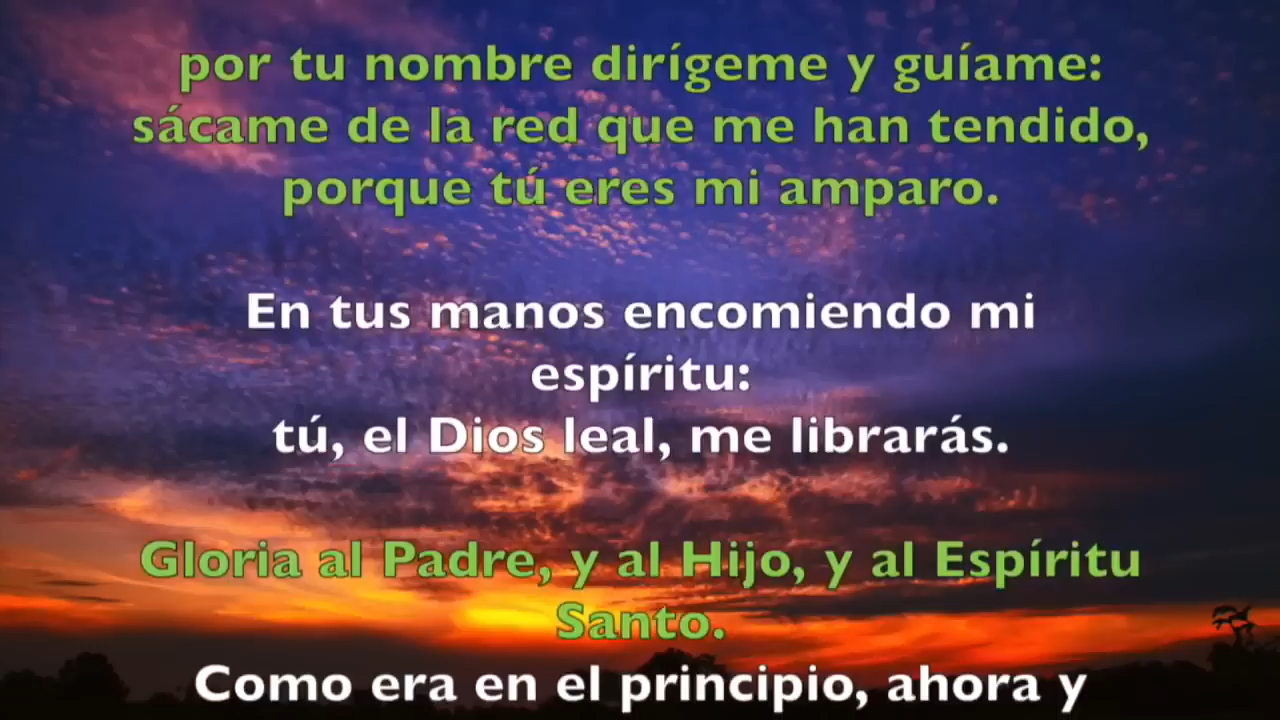 por tu nombre dirígeme y guíame:
sácame de la red que me han tendido,
porque tú eres mi amparo.
En tus manos encomiendo mi
espíritu:
tú, el Dios leal, me librarás.
Gloria al Padre, y al Hijo, y al Espíritu
Santo.
Como era en el principio, ahora y